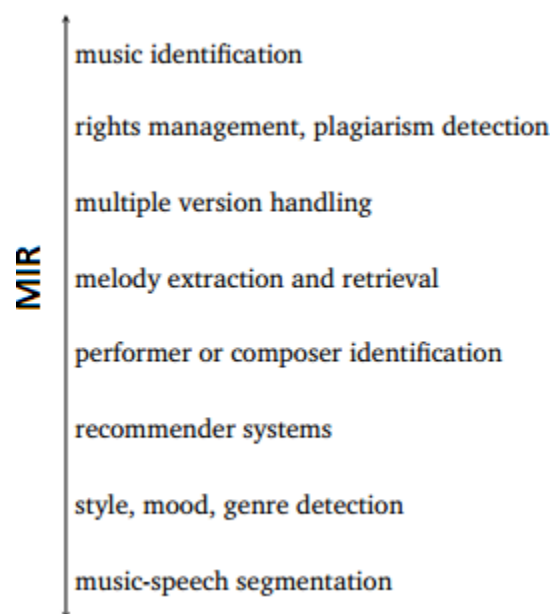 music identification
rights management, plagiarism detection
multiple version handling
MIR
melody extraction and retrieval
performer or composer identification
recommender systems
style, mood, genre detection
music-speech segmentation